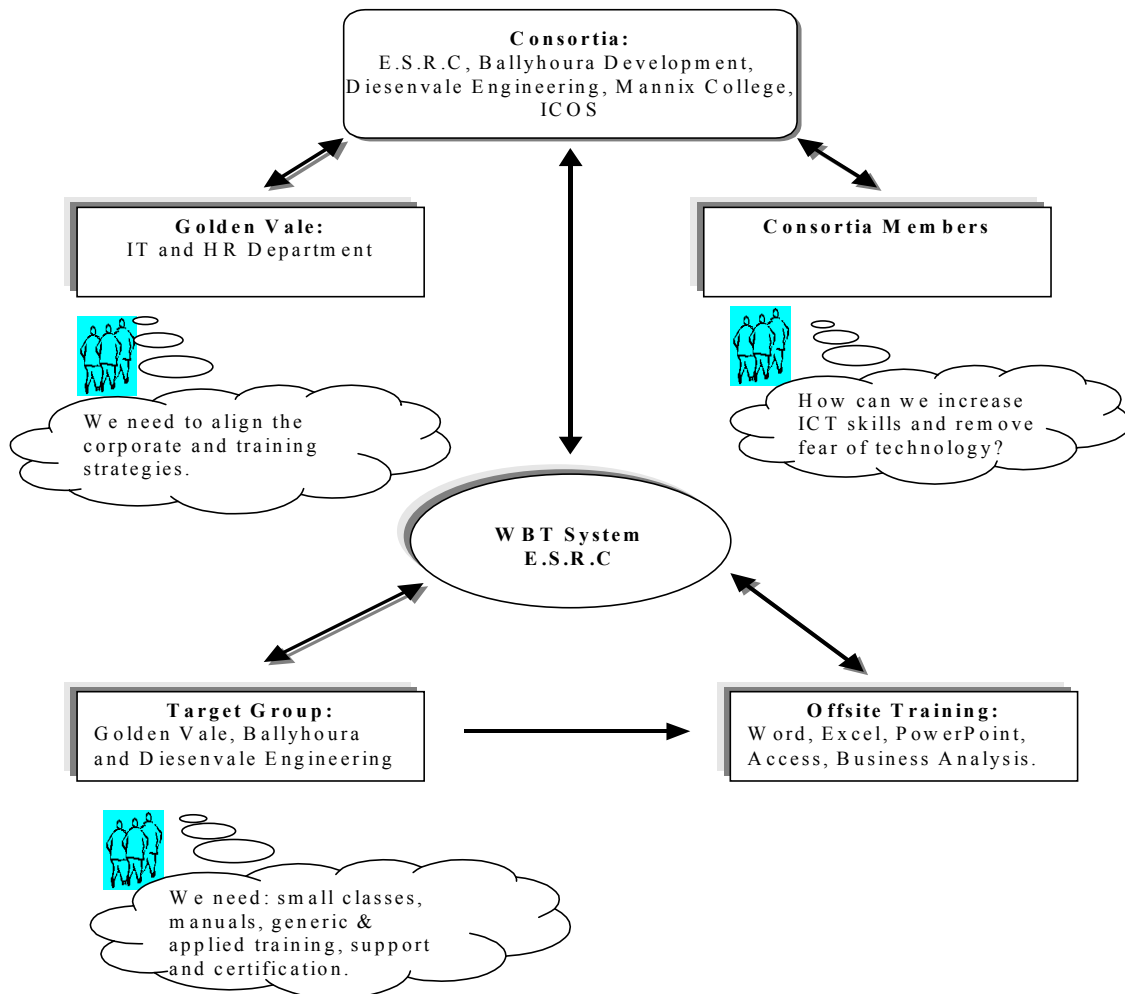 Consortia:
E.S.R.C, Ballyhoura Development,
Diesenvale Engineering, Mannix College,
ICOS
Golden Vale:
IT and HR Department
Consortia Members
We need to align the
corporate and training
strategies.
How can we increase
ICT skills and remove
fear of technology?
WBT System
E.S.R.C
Target Group:
Golden Vale, Ballyhoura
and Diesenvale Engineering
Offsite Training:
Word, Excel, PowerPoint,
Access, Business Analysis.
We need: small classes,
manuals, generic &
applied training, support
and certification.